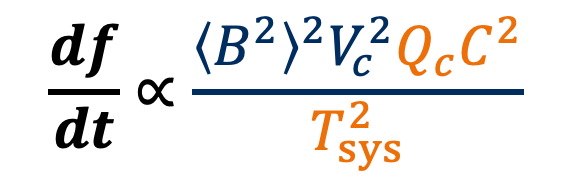 df/dt ∝ ⟨B²⟩²V_c²Q_cC²/T_sys²